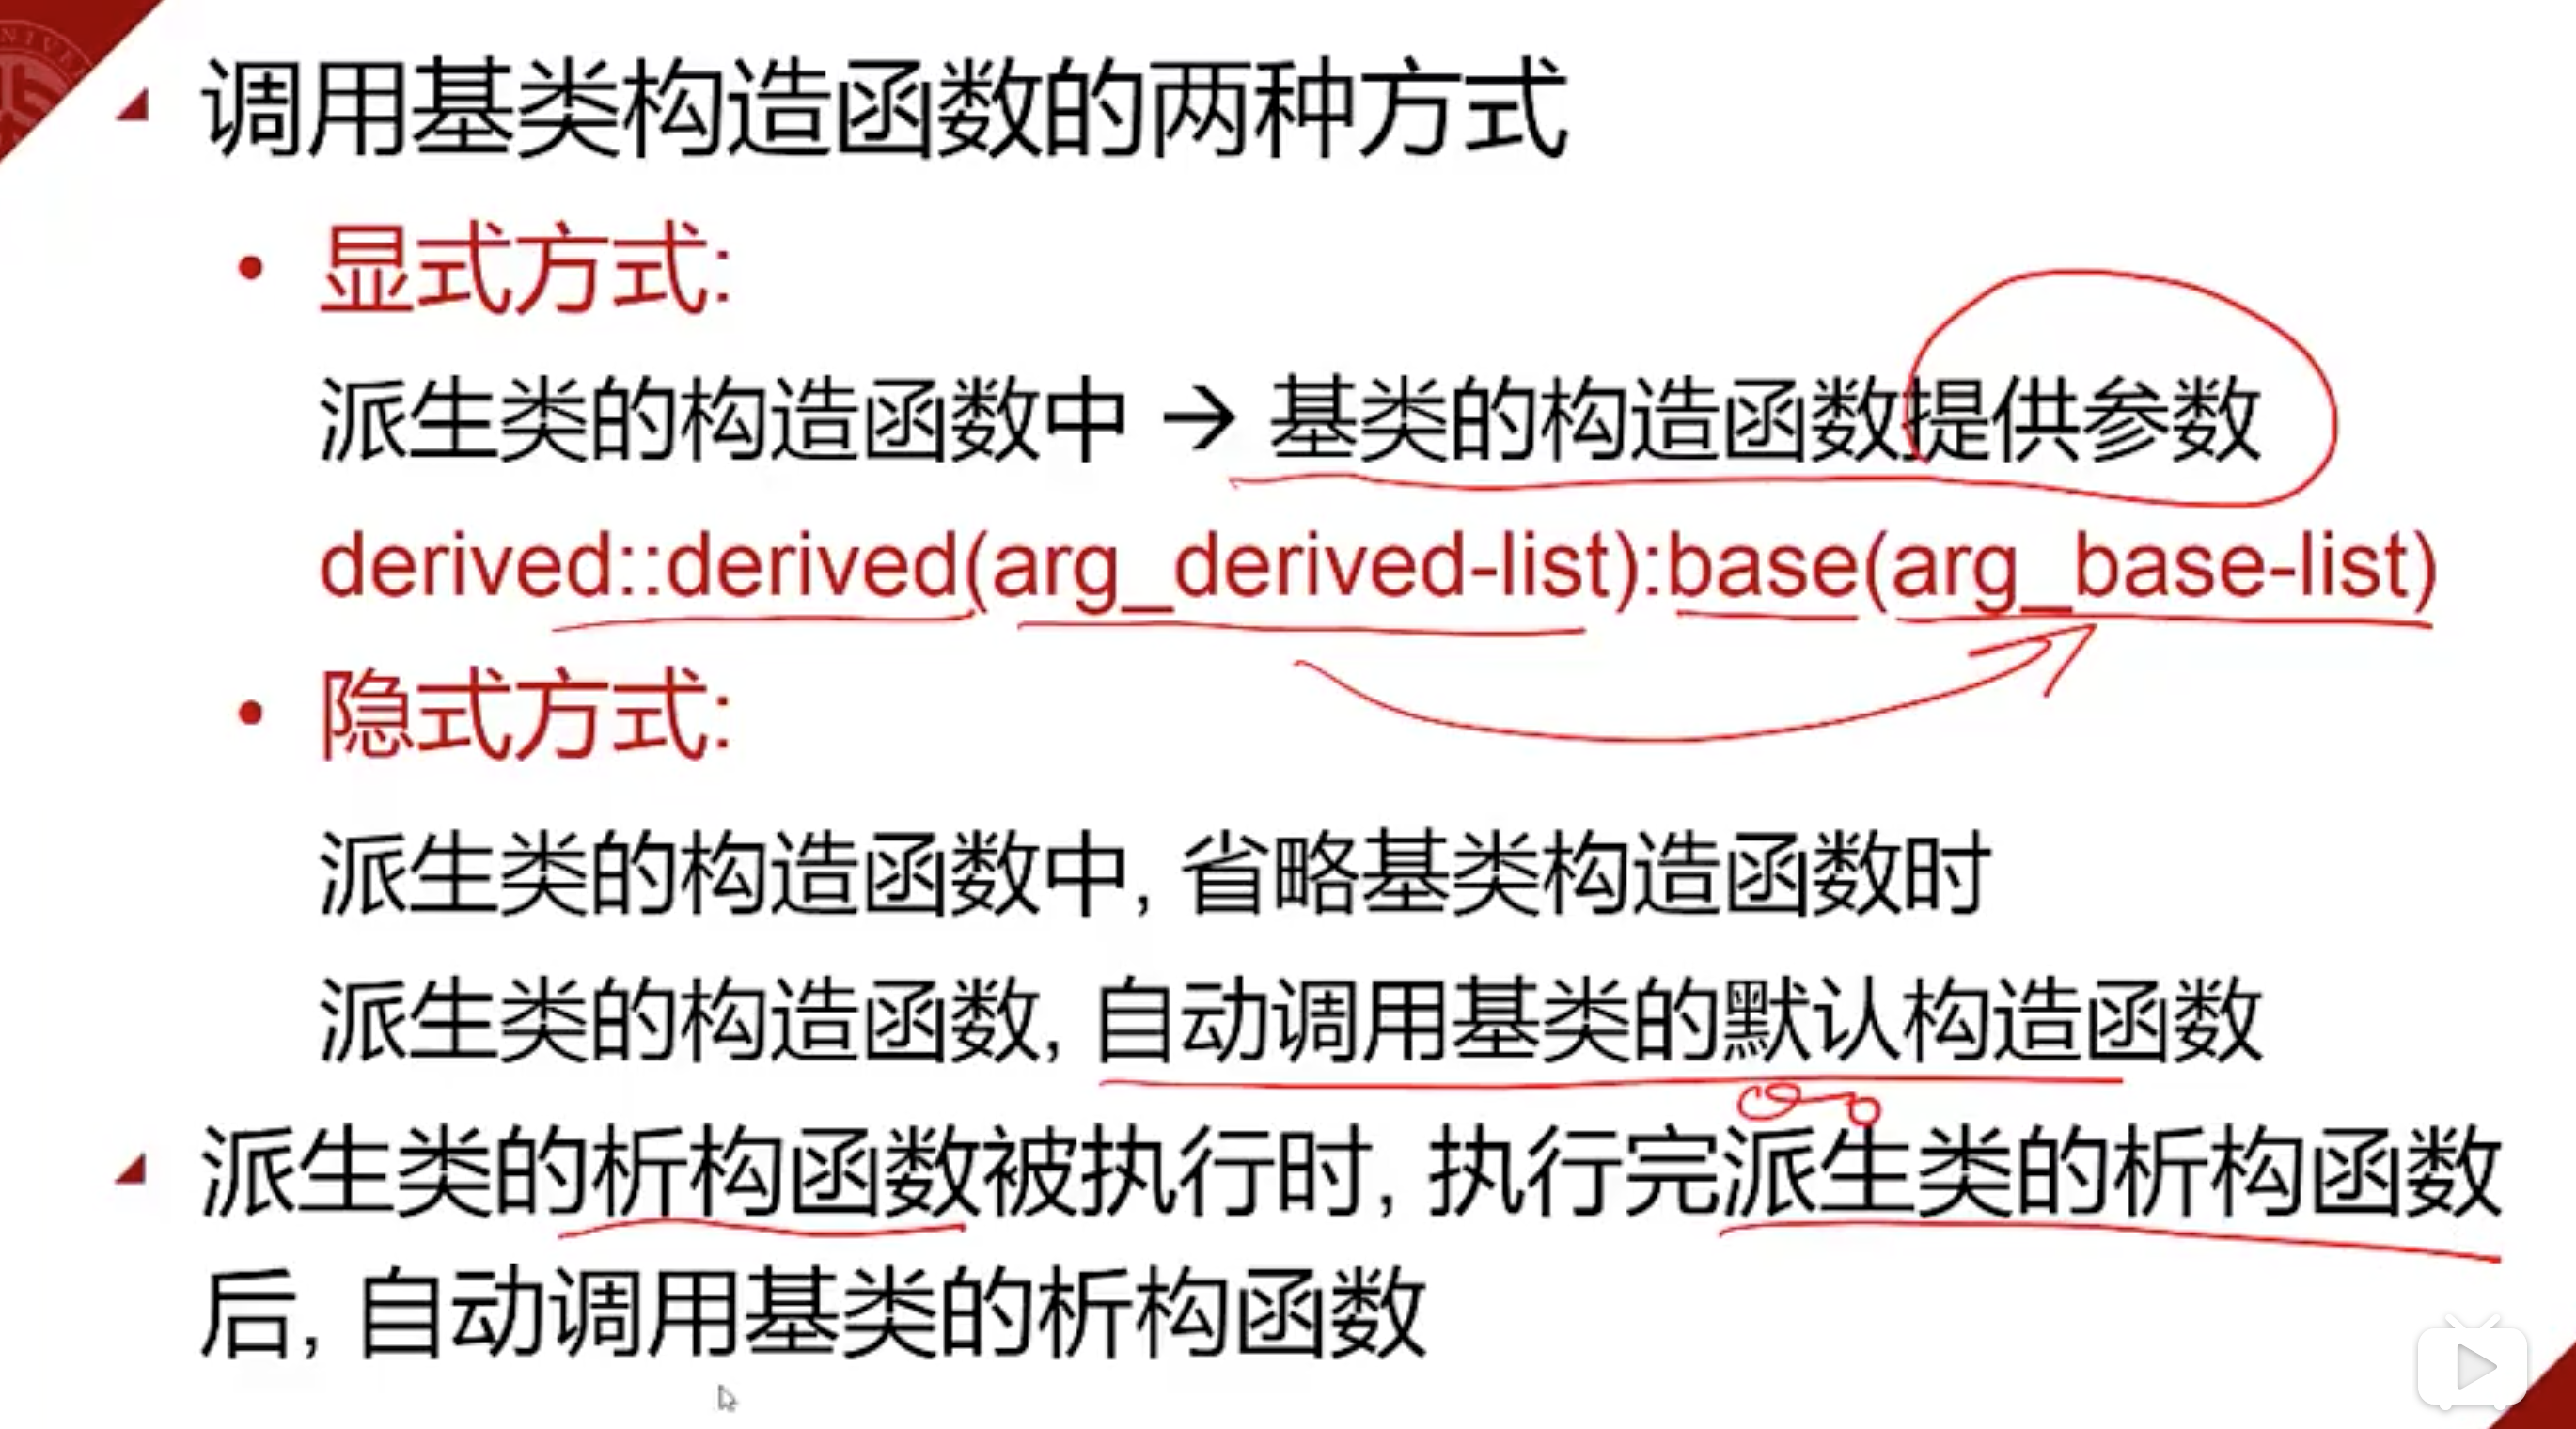 调用基类构造函数的两种方式
• 显式方式:
派生类的构造函数中 → 基类的构造函数提供参数
derived::derived(arg_derived-list):base(arg_base-list)
• 隐式方式:
派生类的构造函数中, 省略基类构造函数时
派生类的构造函数, 自动调用基类的默认构造函数
派生类的析构函数被执行时, 执行完派生类的析构函数
后, 自动调用基类的析构函数